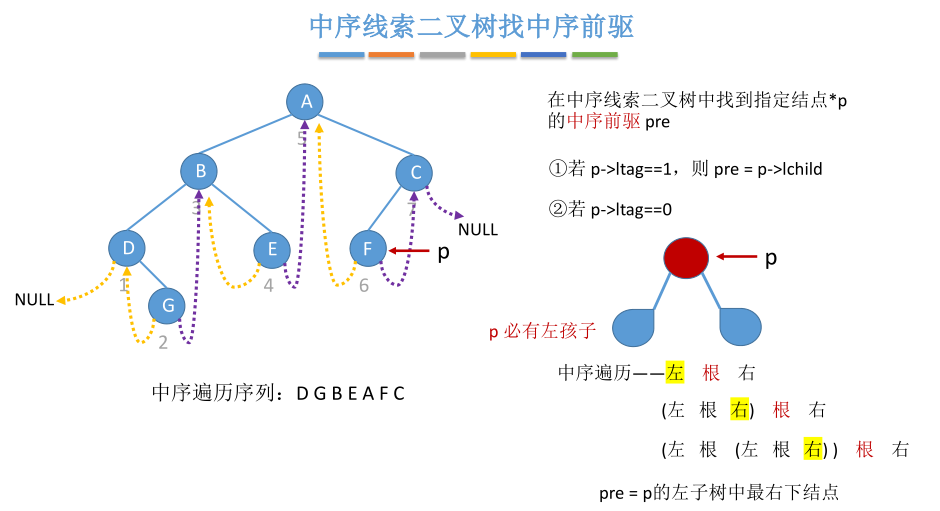 中序线索二叉树找中序前驱
A
5
B
3
C
7
NULL
D
1
E
4
F
6
p
NULL
G
2
中序遍历序列：D G B E A F C
在中序线索二叉树中找到指定结点*p
的中序前驱 pre
①若 p->ltag==1，则 pre = p->lchild
②若 p->ltag==0
p
p 必有左孩子
中序遍历——左 根 右
(左 根 右) 根 右
(左 根 (左 根 右) ) 根 右
pre = p的左子树中最右下结点